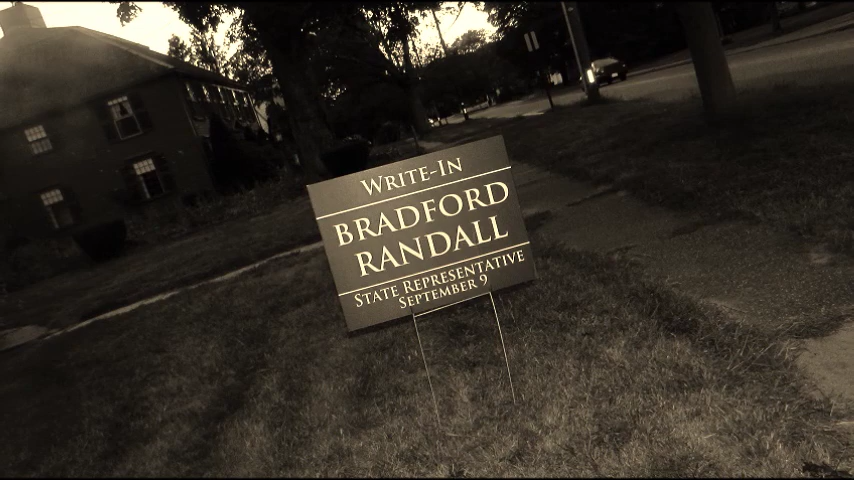 WRITE-IN
BRADFORD
RANDALL
STATE REPRESENTATIVE
SEPTEMBER 9